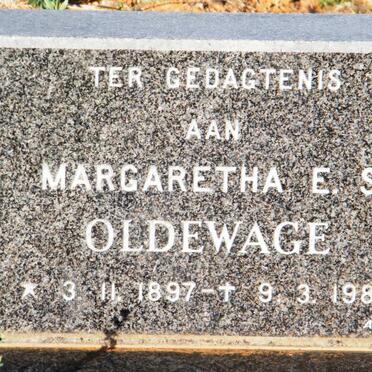 TER GEDAGTENIS
AAN
MARGARETHA E. S
OLDEWAGE
* 3. 11. 1897 - † 9. 3. 198